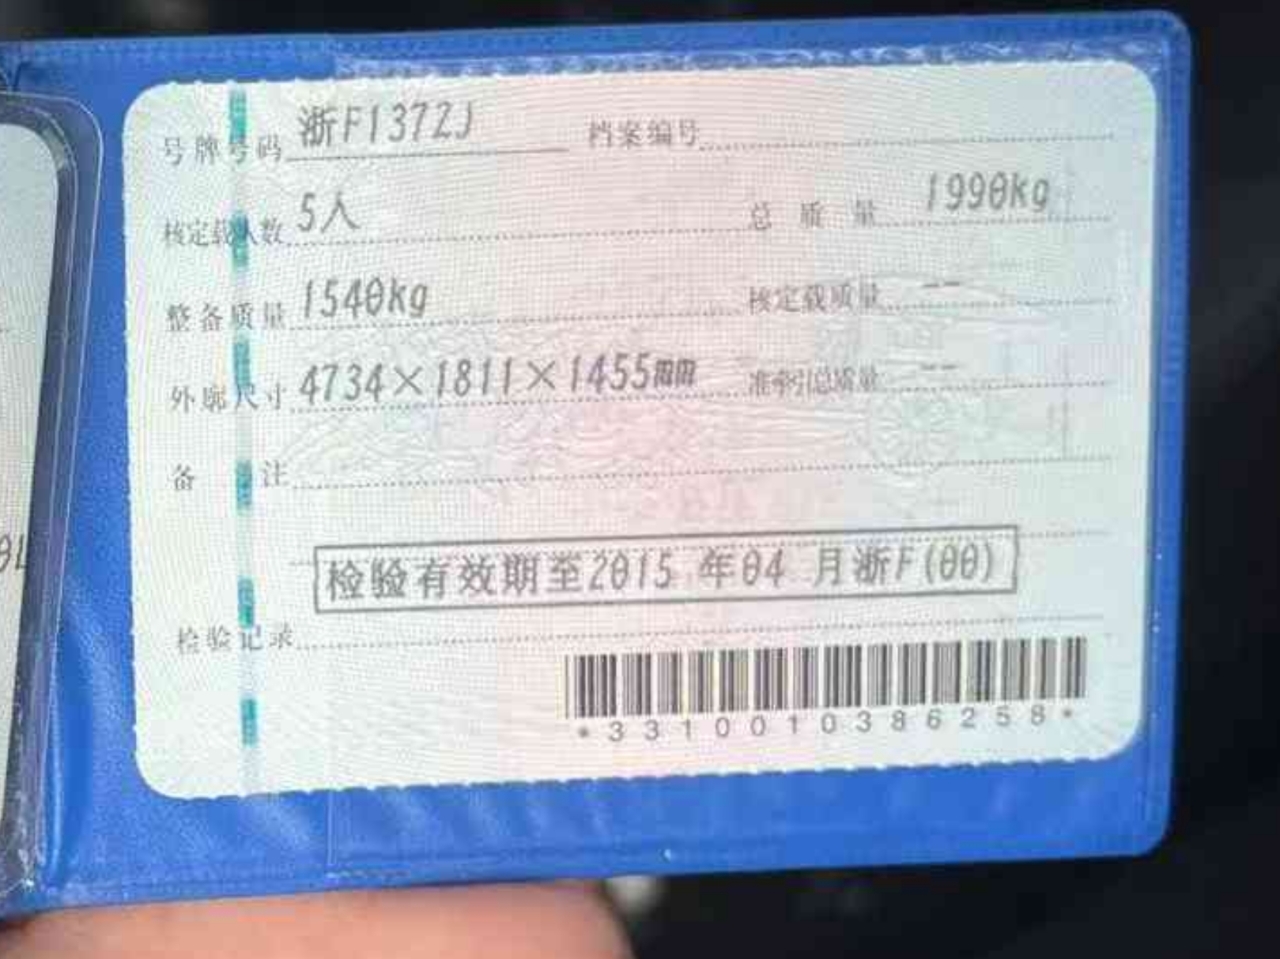 号牌号码 浙F1372J 档案编号
核定载人数 5人 总质量 1990kg
整备质量 1540kg 核定载质量 --
外廓尺寸 4734×1811×1455mm 准牵引总质量 --
备注
检验有效期至2015 年04 月浙F(00)
检验记录
*3310010386258*